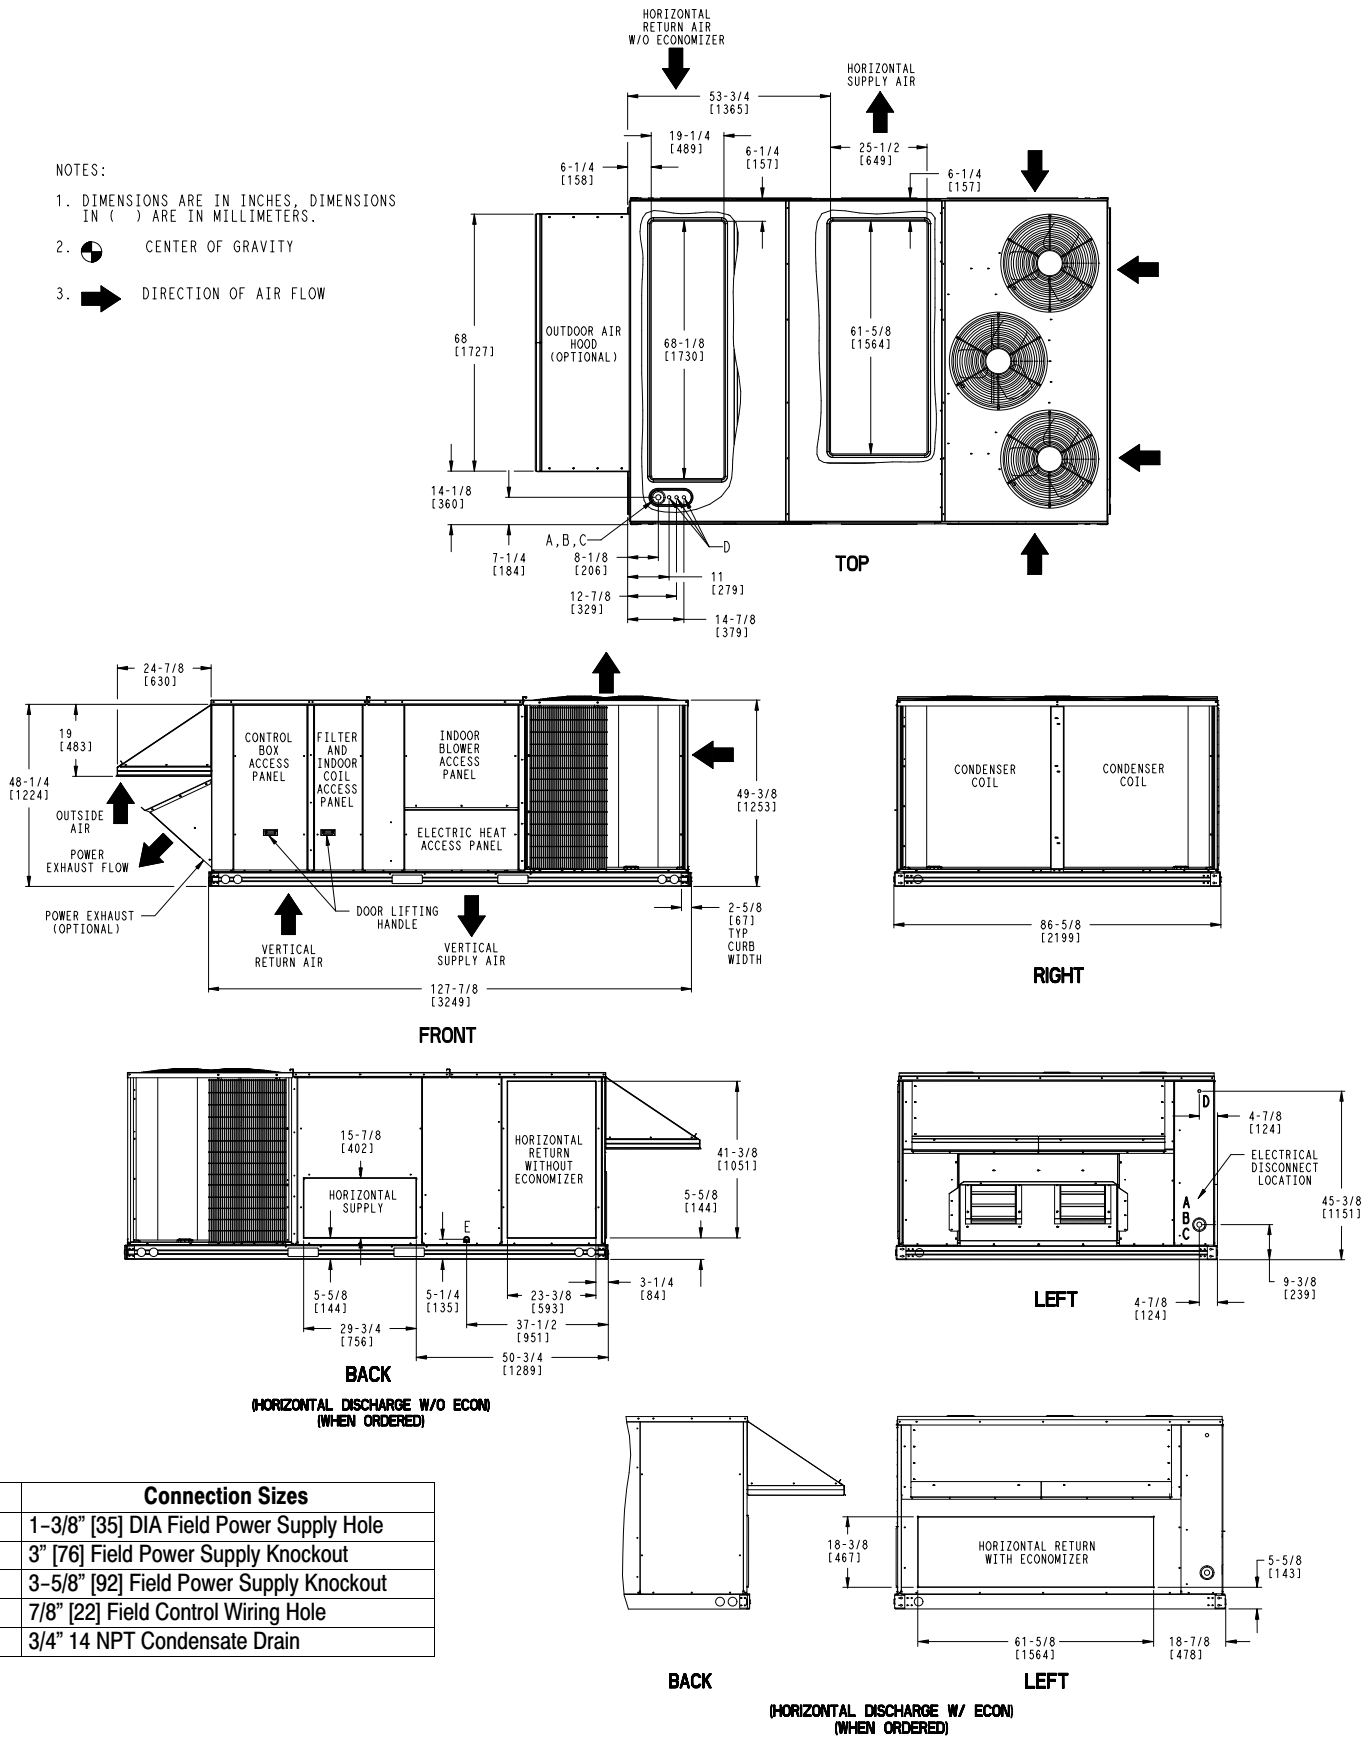 HORIZONTAL
RETURN AIR
W/O ECONOMIZER
HORIZONTAL
SUPPLY AIR
53-3/4
[1365]
19-1/4
[489]
6-1/4
[157]
25-1/2
[649]
6-1/4
[158]
6-1/4
[157]
NOTES:
1. DIMENSIONS ARE IN INCHES, DIMENSIONS
IN ( ) ARE IN MILLIMETERS.
2. CENTER OF GRAVITY
3. DIRECTION OF AIR FLOW
68
[1727]
OUTDOOR AIR
HOOD
(OPTIONAL)
68-1/8
[1730]
61-5/8
[1564]
14-1/8
[360]
A,B,C
D
7-1/4
[184]
8-1/8
[206]
11
[279]
12-7/8
[329]
14-7/8
[379]
TOP
24-7/8
[630]
19
[483]
48-1/4
[1224]
CONTROL
BOX
ACCESS
PANEL
FILTER
AND
INDOOR
COIL
ACCESS
PANEL
INDOOR
BLOWER
ACCESS
PANEL
ELECTRIC HEAT
ACCESS PANEL
49-3/8
[1253]
OUTSIDE
AIR
POWER
EXHAUST FLOW
POWER EXHAUST
(OPTIONAL)
DOOR LIFTING
HANDLE
VERTICAL
RETURN AIR
VERTICAL
SUPPLY AIR
2-5/8
[67]
TYP
CURB
WIDTH
127-7/8
[3249]
FRONT
CONDENSER
COIL
CONDENSER
COIL
86-5/8
[2199]
RIGHT
15-7/8
[402]
HORIZONTAL
SUPPLY
E
HORIZONTAL
RETURN
WITHOUT
ECONOMIZER
41-3/8
[1051]
5-5/8
[144]
5-5/8
[144]
5-1/4
[135]
23-3/8
[593]
3-1/4
[84]
29-3/4
[756]
37-1/2
[951]
50-3/4
[1289]
BACK
(HORIZONTAL DISCHARGE W/O ECON)
(WHEN ORDERED)
D
4-7/8
[124]
ELECTRICAL
DISCONNECT
LOCATION
A
B
C
45-3/8
[1151]
9-3/8
[239]
4-7/8
[124]
LEFT
Connection Sizes
1-3/8” [35] DIA Field Power Supply Hole
3” [76] Field Power Supply Knockout
3-5/8” [92] Field Power Supply Knockout
7/8” [22] Field Control Wiring Hole
3/4” 14 NPT Condensate Drain
18-3/8
[467]
HORIZONTAL RETURN
WITH ECONOMIZER
5-5/8
[143]
61-5/8
[1564]
18-7/8
[478]
BACK
LEFT
(HORIZONTAL DISCHARGE W/ ECON)
(WHEN ORDERED)